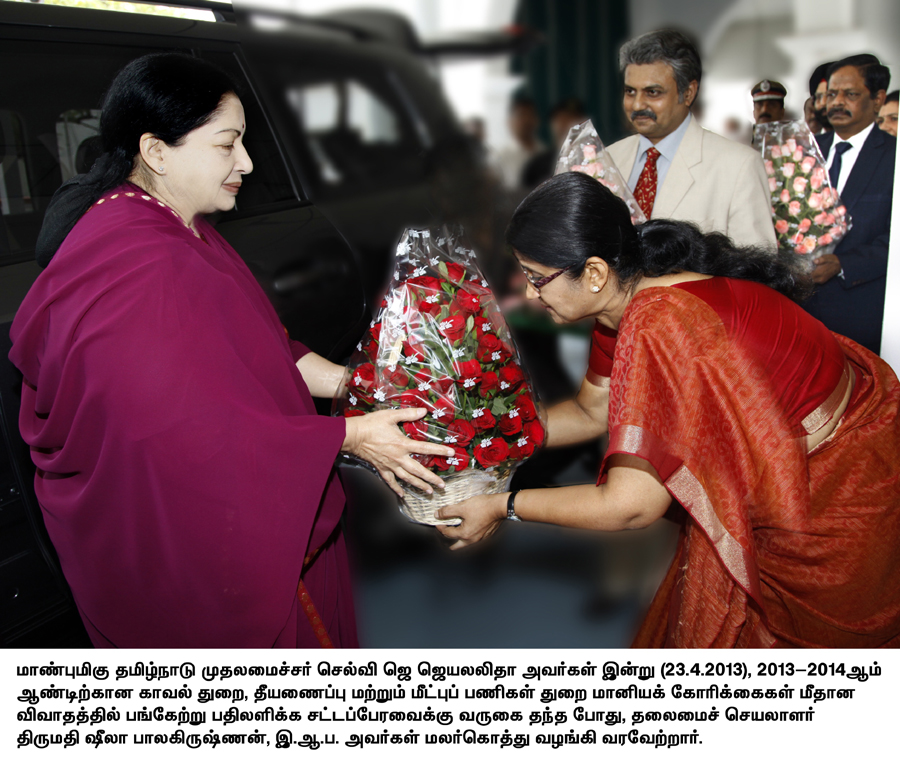 மாண்புமிகு தமிழ்நாடு முதலமைச்சர் செல்வி ஜெ ஜெயலலிதா அவர்கள் இன்று (23.4.2013), 2013–2014ஆம்
ஆண்டிற்கான காவல் துறை, தீயணைப்பு மற்றும் மீட்புப் பணிகள் துறை மானியக் கோரிக்கைகள் மீதான
விவாதத்தில் பங்கேற்று பதிலளிக்க சட்டப்பேரவைக்கு வருகை தந்த போது, தலைமைச் செயலாளர்
திருமதி ஷீலா பாலகிருஷ்ணன், இ.ஆ.ப. அவர்கள் மலர்கொத்து வழங்கி வரவேற்றார்.